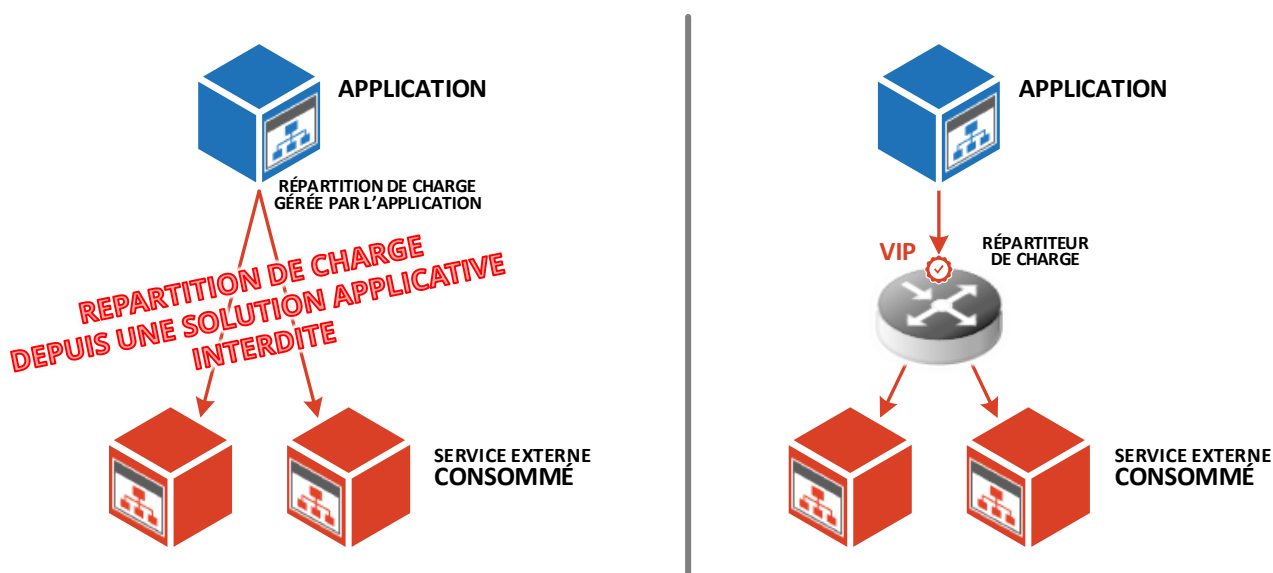 APPLICATION
RÉPARTITION DE CHARGE
GÉRÉE PAR L’APPLICATION
REPARTITION DE CHARGE
DEPUIS UNE SOLUTION APPLICATIVE
INTERDITE
SERVICE EXTERNE
CONSOMMÉ
APPLICATION
VIP
RÉPARTITEUR
DE CHARGE
SERVICE EXTERNE
CONSOMMÉ